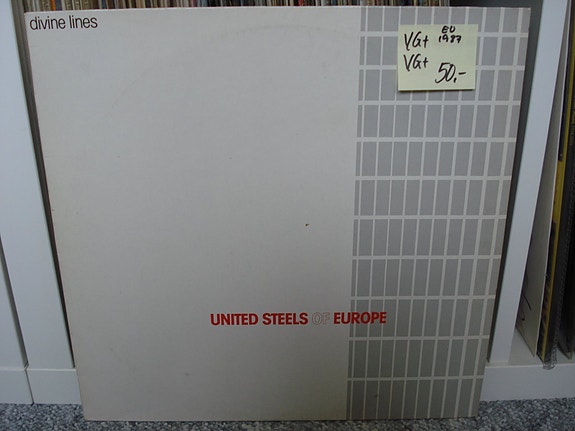 divine lines
VG+ EU 1987
VG+
50,-
UNITED STEELS OF EUROPE